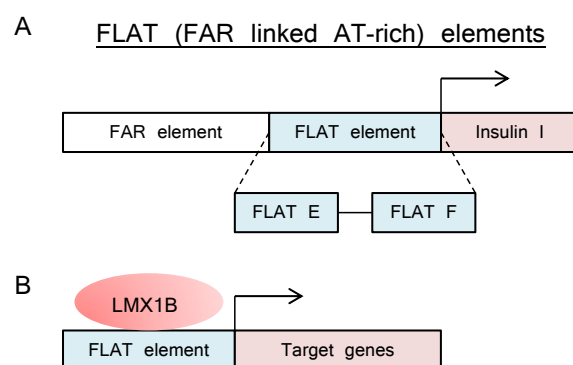 A
FLAT (FAR linked AT-rich) elements
FAR element FLAT element Insulin I
FLAT E FLAT F
B
LMX1B
FLAT element Target genes